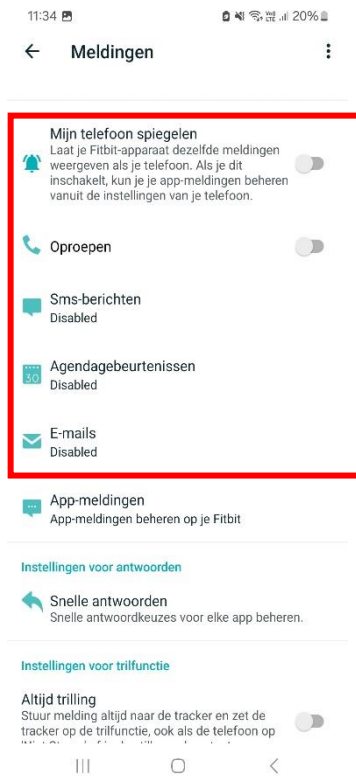 11:34 20%
Meldingen
Mijn telefoon spiegelen
Laat je Fitbit-apparaat dezelfde meldingen
weergeven als je telefoon. Als je dit
inschakelt, kun je je app-meldingen beheren
vanuit de instellingen van je telefoon.
Oproepen
Sms-berichten
Disabled
30
Agendagebeurtenissen
Disabled
E-mails
Disabled
App-meldingen
App-meldingen beheren op je Fitbit
Instellingen voor antwoorden
Snelle antwoorden
Snelle antwoordkeuzes voor elke app beheren.
Instellingen voor trilfunctie
Altijd trilling
Stuur melding altijd naar de tracker en zet de
tracker op de trilfunctie, ook als de telefoon op